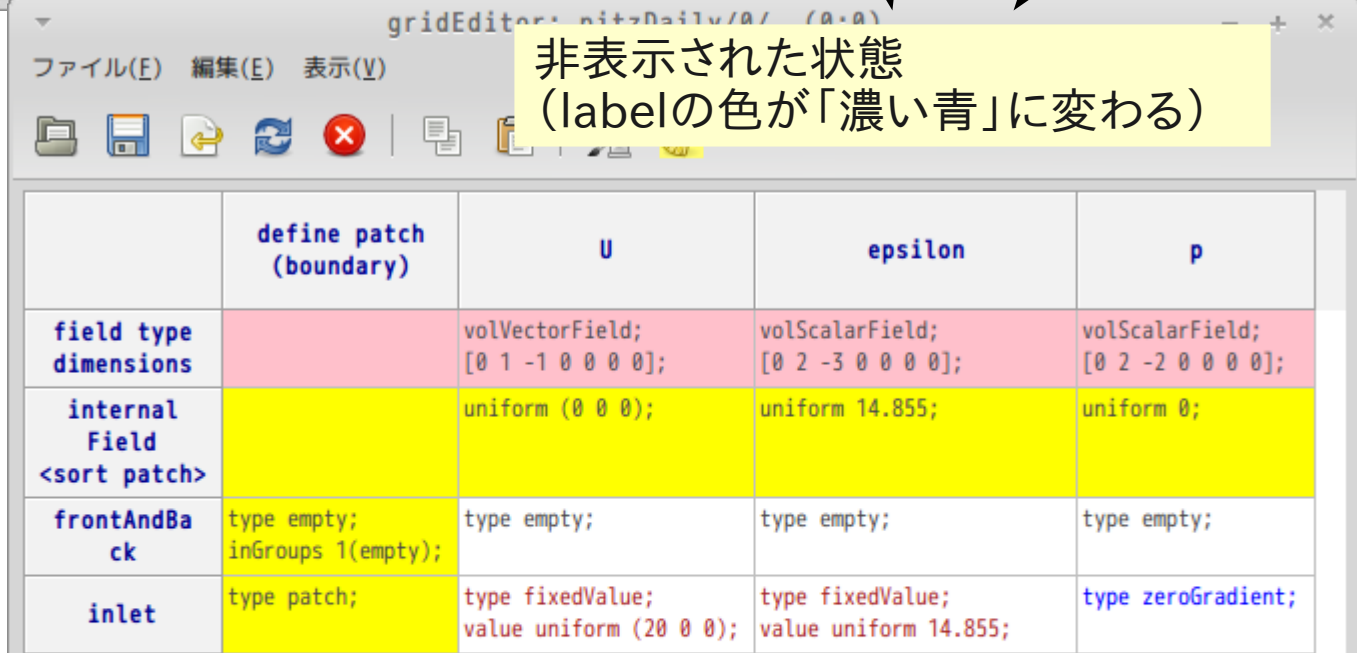 gridEditor: pitzDaily/0/ (0:0)
非表示された状態
(labelの色が「濃い青」に変わる)
ファイル(F) 編集(E) 表示(V)
define patch
(boundary)
U
epsilon
p
field type
dimensions
volVectorField;
[0 1 -1 0 0 0 0];
volScalarField;
[0 2 -3 0 0 0 0];
volScalarField;
[0 2 -2 0 0 0 0];
internal
Field
<sort patch>
uniform (0 0 0);
uniform 14.855;
uniform 0;
frontAndBa
ck
type empty;
inGroups 1(empty);
type empty;
type empty;
type empty;
inlet
type patch;
type fixedValue;
value uniform (20 0 0);
type fixedValue;
value uniform 14.855;
type zeroGradient;